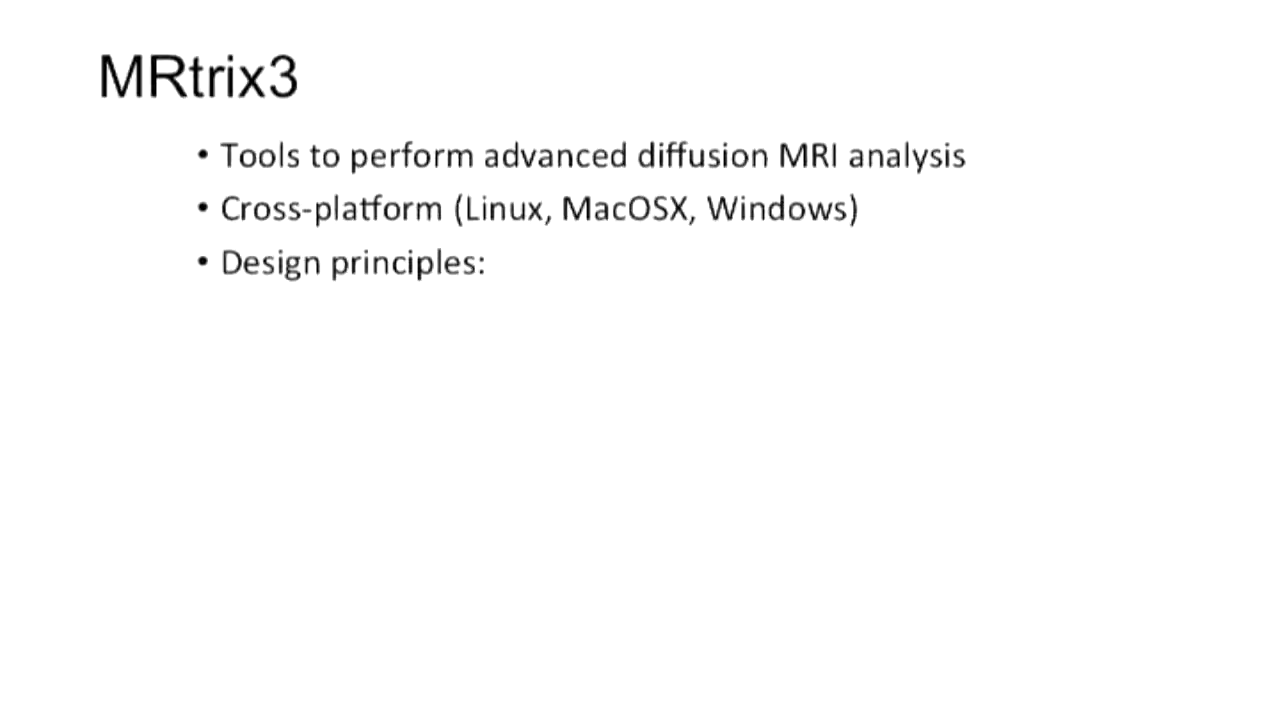 MRtrix3
• Tools to perform advanced diffusion MRI analysis
• Cross-platform (Linux, MacOSX, Windows)
• Design principles: